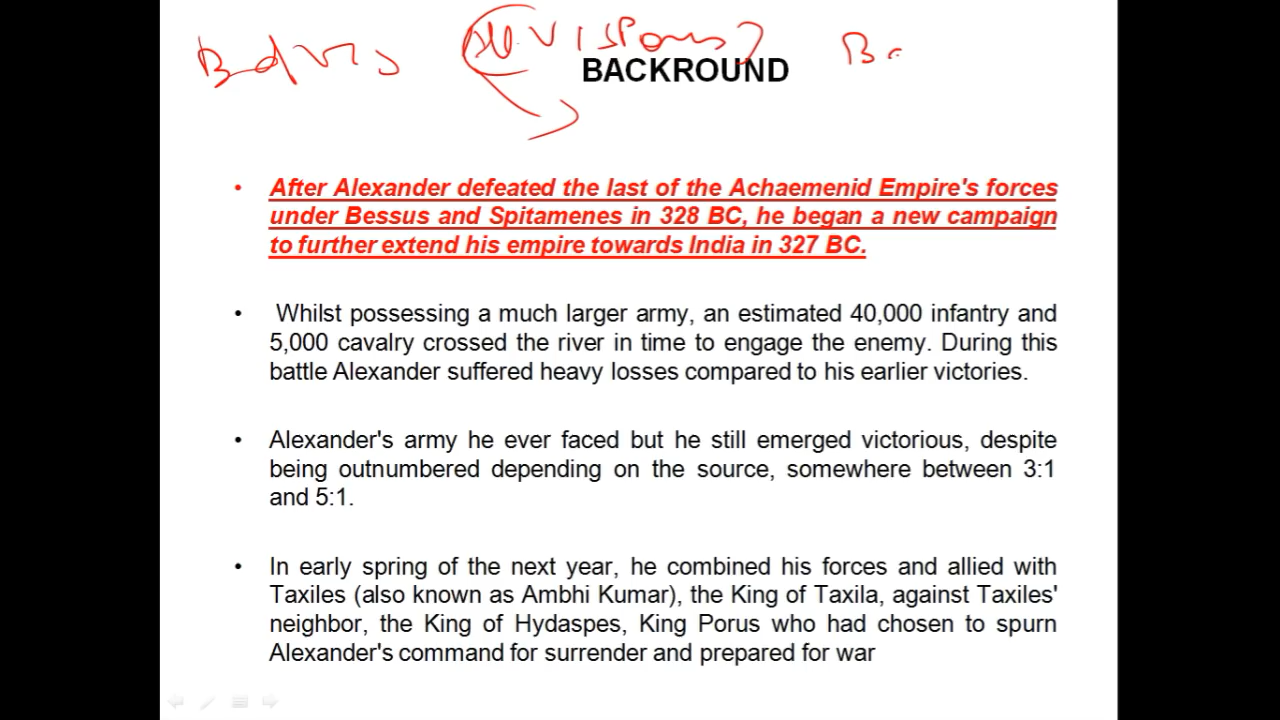 BACKROUND
• After Alexander defeated the last of the Achaemenid Empire's forces
under Bessus and Spitamenes in 328 BC, he began a new campaign
to further extend his empire towards India in 327 BC.
• Whilst possessing a much larger army, an estimated 40,000 infantry and
5,000 cavalry crossed the river in time to engage the enemy. During this
battle Alexander suffered heavy losses compared to his earlier victories.
• Alexander's army he ever faced but he still emerged victorious, despite
being outnumbered depending on the source, somewhere between 3:1
and 5:1.
• In early spring of the next year, he combined his forces and allied with
Taxiles (also known as Ambhi Kumar), the King of Taxila, against Taxiles'
neighbor, the King of Hydaspes, King Porus who had chosen to spurn
Alexander's command for surrender and prepared for war